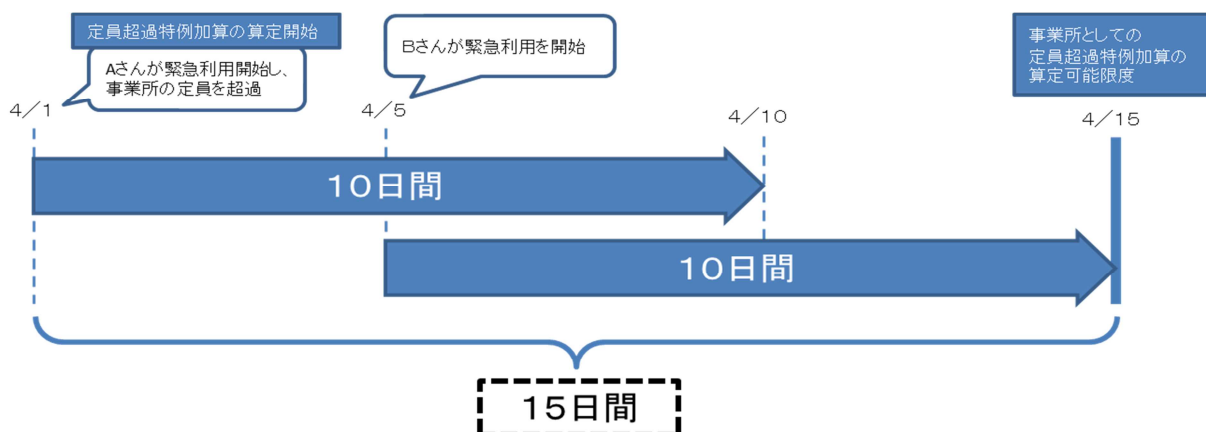 定員超過特例加算の算定開始
Aさんが緊急利用開始し、
事業所の定員を超過
Bさんが緊急利用を開始
事業所としての
定員超過特例加算の
算定可能限度
4/1
4/5
4/10
4/15
10日間
10日間
15日間